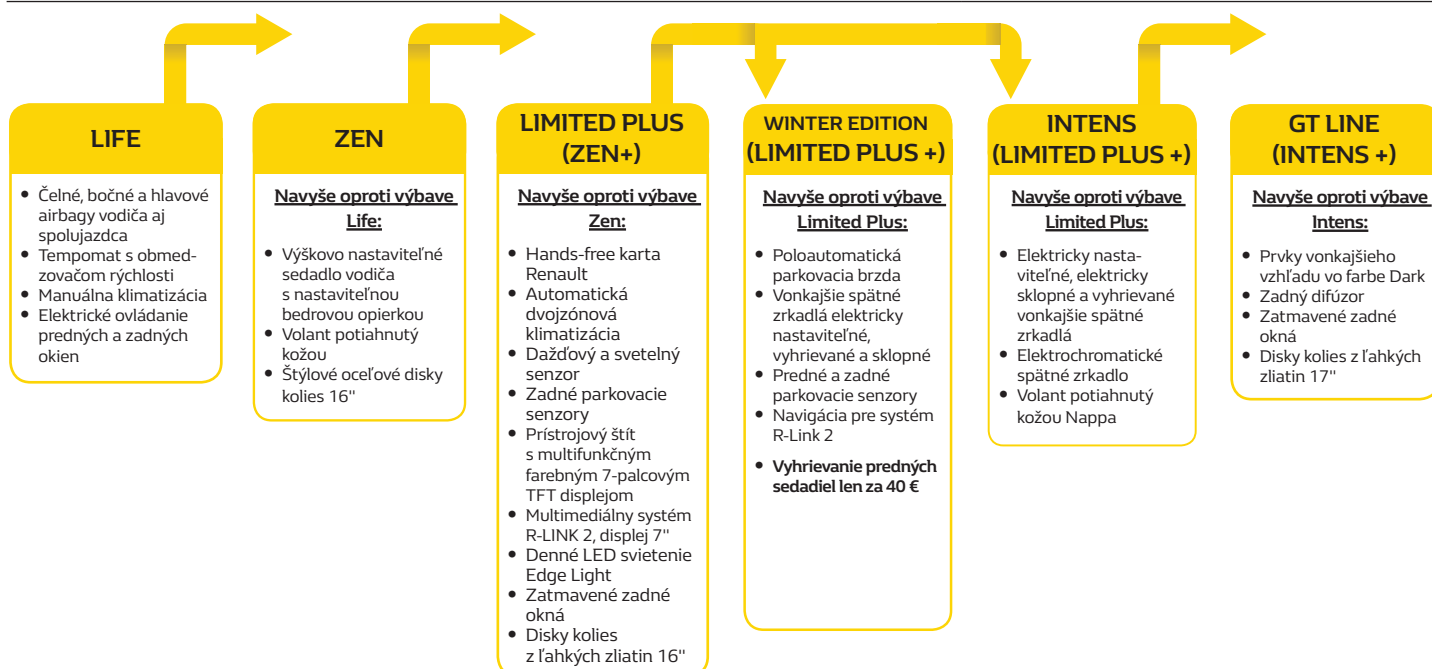 LIFE
• Čelné, bočné a hlavové
airbagy vodiča aj
spolujazdca
• Tempomat s obmed-
zovačom rýchlosti
• Manuálna klimatizácia
• Elektrické ovládanie
predných a zadných
okien
ZEN
Navyše oproti výbave
Life:
• Výškovo nastaviteľné
sedadlo vodiča
s nastaviteľnou
bedrovou opierkou
• Volant potiahnutý
kožou
• Štýlové oceľové disky
kolies 16"
LIMITED PLUS
(ZEN+)
Navyše oproti výbave
Zen:
• Hands-free karta
Renault
• Automatická
dvojzónová
klimatizácia
• Dažďový a svetelný
senzor
• Zadné parkovacie
senzory
• Prístrojový štít
s multifunkčným
farebným 7-palcovým
TFT displejom
• Multimediálny systém
R-LINK 2, displej 7"
• Denné LED svietenie
Edge Light
• Zatmavené zadné
okná
• Disky kolies
z ľahkých zliatin 16"
WINTER EDITION
(LIMITED PLUS +)
Navyše oproti výbave
Limited Plus:
• Poloautomatická
parkovacia brzda
• Vonkajšie spätné
zrkadlá elektricky
nastaviteľné,
vyhrievané a sklopné
• Predné a zadné
parkovacie senzory
• Navigácia pre systém
R-Link 2
• Vyhrievanie predných
sedadiel len za 40 €
INTENS
(LIMITED PLUS +)
Navyše oproti výbave
Limited Plus:
• Elektricky nasta-
viteľné, elektricky
sklopné a vyhrievané
vonkajšie spätné
zrkadlá
• Elektrochromatické
spätné zrkadlo
• Volant potiahnutý
kožou Nappa
GT LINE
(INTENS +)
Navyše oproti výbave
Intens:
• Prvky vonkajšieho
vzhľadu vo farbe Dark
• Zadný difúzor
• Zatmavené zadné
okná
• Disky kolies z ľahkých
zliatin 17"